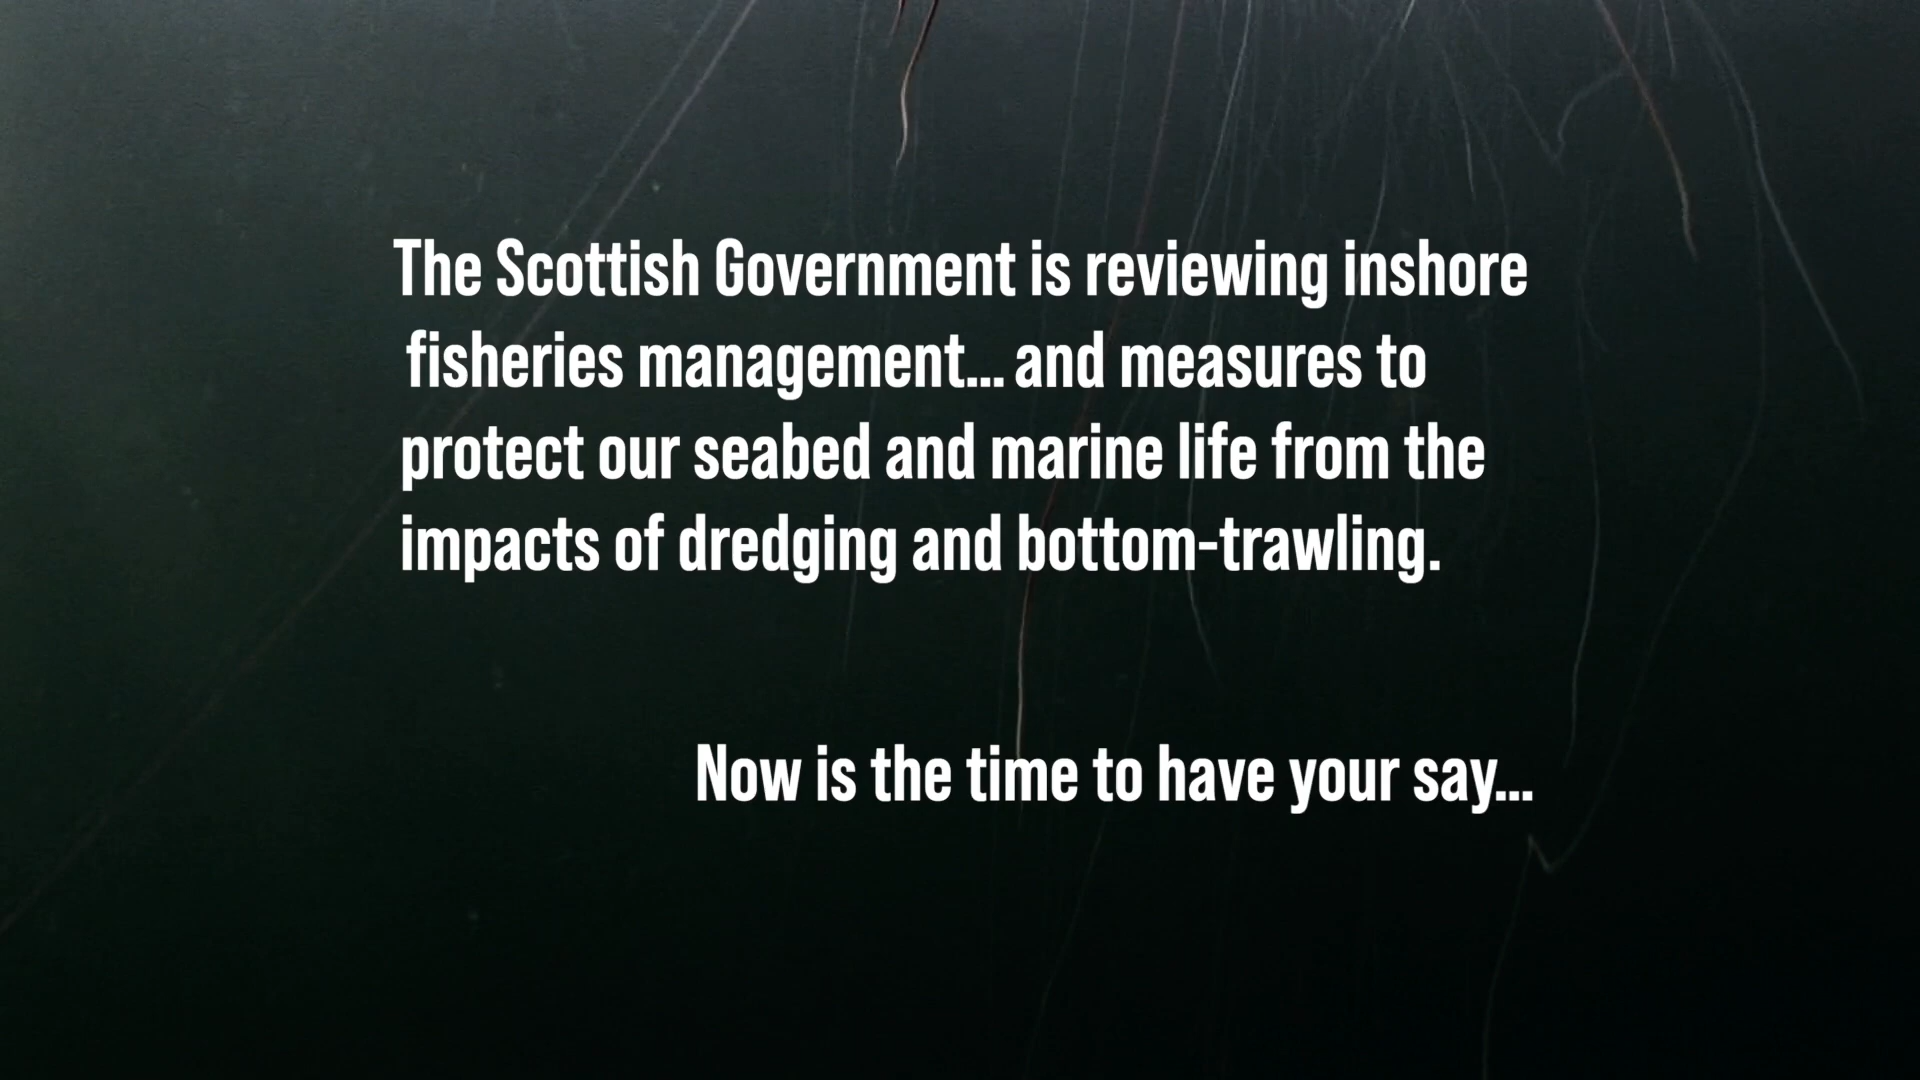 The Scottish Government is reviewing inshore
fisheries management... and measures to
protect our seabed and marine life from the
impacts of dredging and bottom-trawling.
Now is the time to have your say...